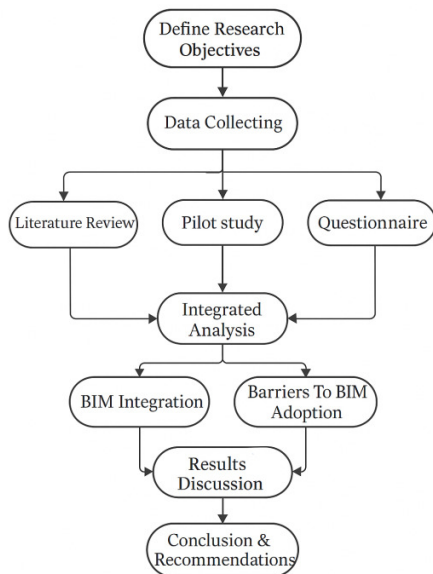 Define Research
Objectives
Data Collecting
Literature Review
Pilot study
Questionnaire
Integrated
Analysis
BIM Integration
Barriers To BIM
Adoption
Results
Discussion
Conclusion &
Recommendations